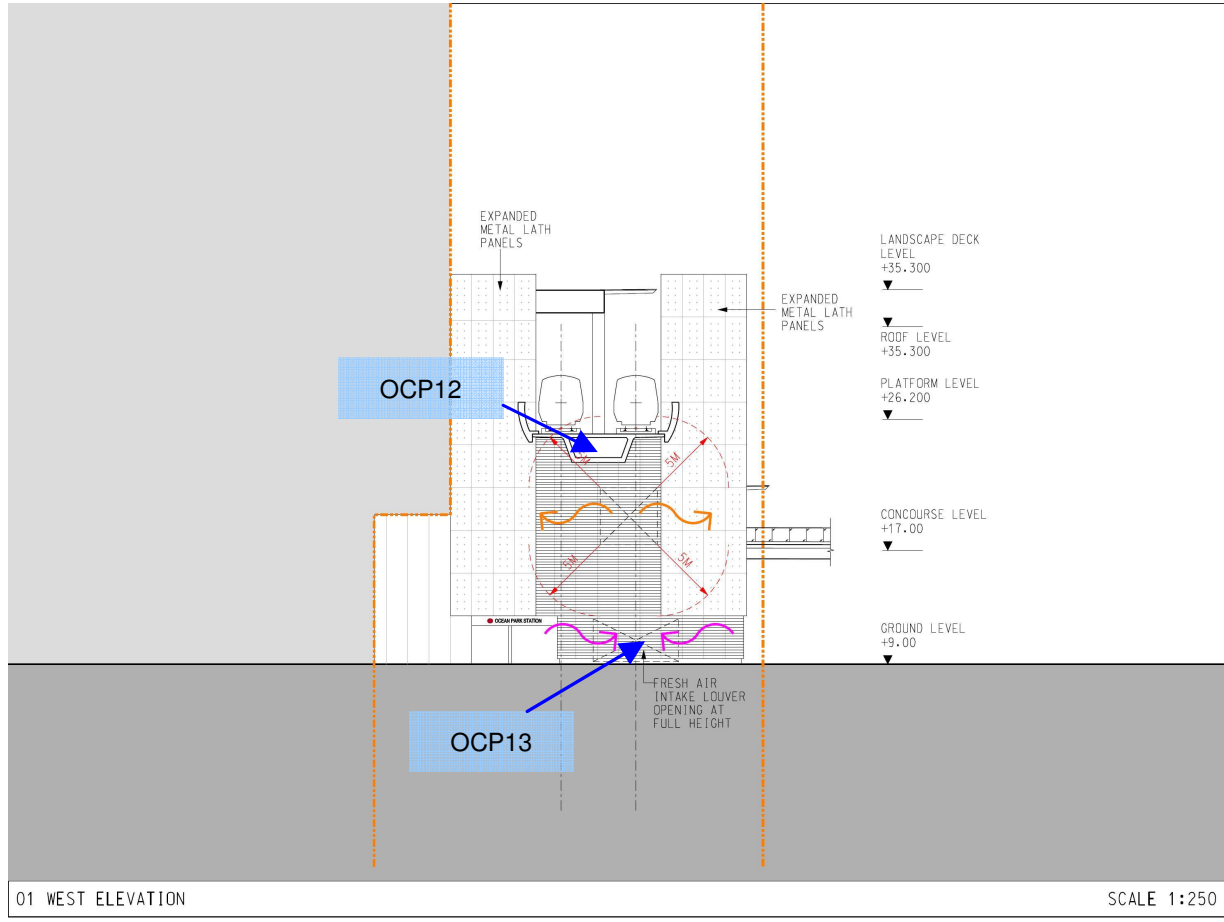 EXPANDED
METAL LATH
PANELS
LANDSCAPE DECK
LEVEL
+35.300
EXPANDED
METAL LATH
PANELS
ROOF LEVEL
+35.300
OCP12
PLATFORM LEVEL
+26.200
5M
5M
CONCOURSE LEVEL
+17.00
5M
5M
OCEAN PARK STATION
GROUND LEVEL
+9.00
FRESH AIR
INTAKE LOUVER
OPENING AT
FULL HEIGHT
OCP13
01 WEST ELEVATION
SCALE 1:250